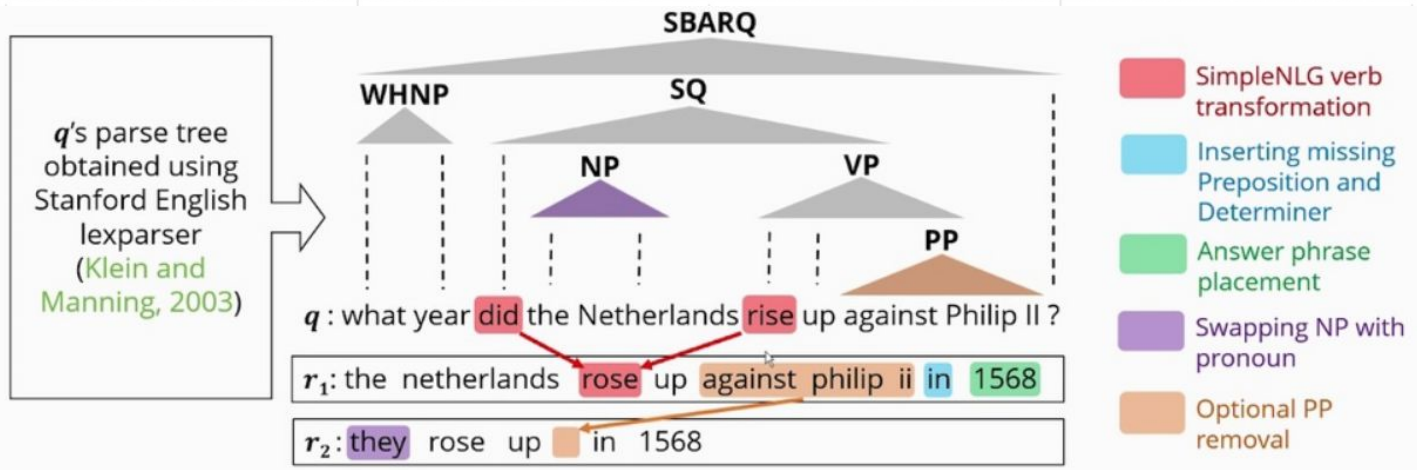 SBARQ
WHNP
SQ
NP
VP
PP
q's parse tree
obtained using
Stanford English
lexparser
(Klein and
Manning, 2003)
q : what year did the Netherlands rise up against Philip II ?
r₁: the netherlands rose up against philip ii in 1568
r₂: they rose up in 1568
SimpleNLG verb
transformation
Inserting missing
Preposition and
Determiner
Answer phrase
placement
Swapping NP with
pronoun
Optional PP
removal